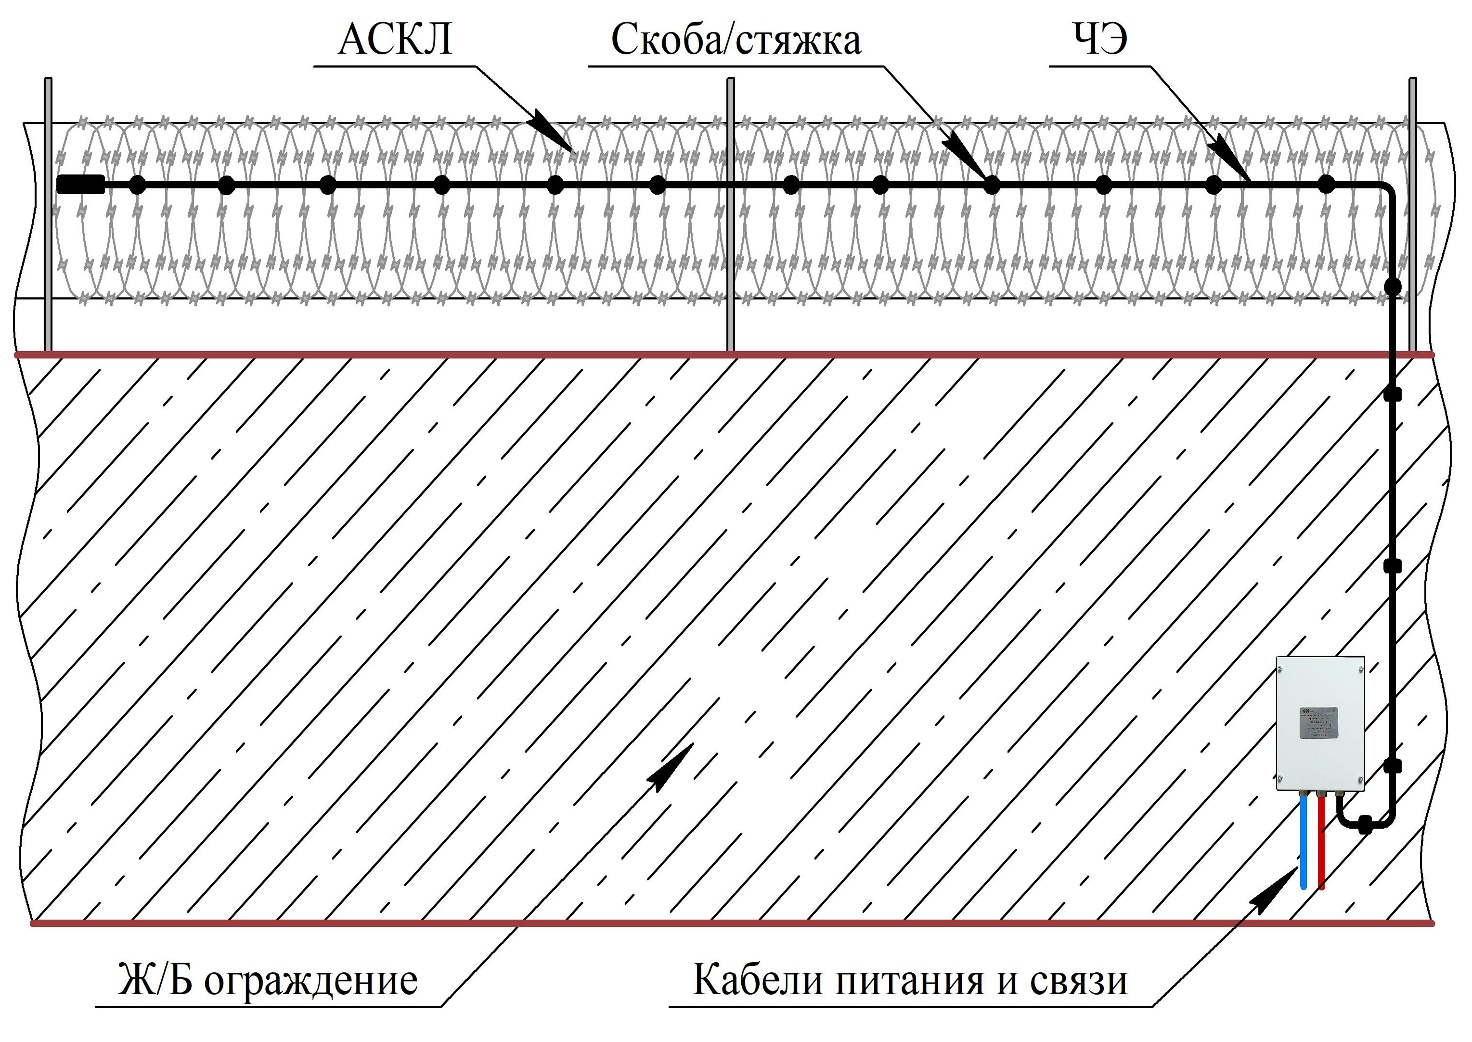 АСКЛ
Скоба/стяжка
ЧЭ
Ж/Б ограждение
Кабели питания и связи